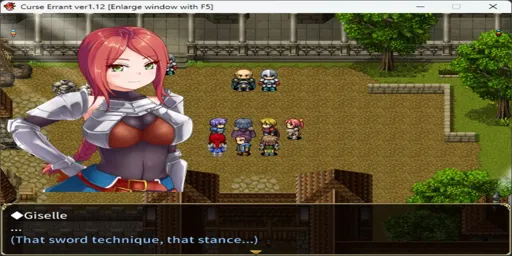 Curse Errant ver1.12 [Enlarge window with F5]
◆Giselle
...
(That sword technique, that stance...)